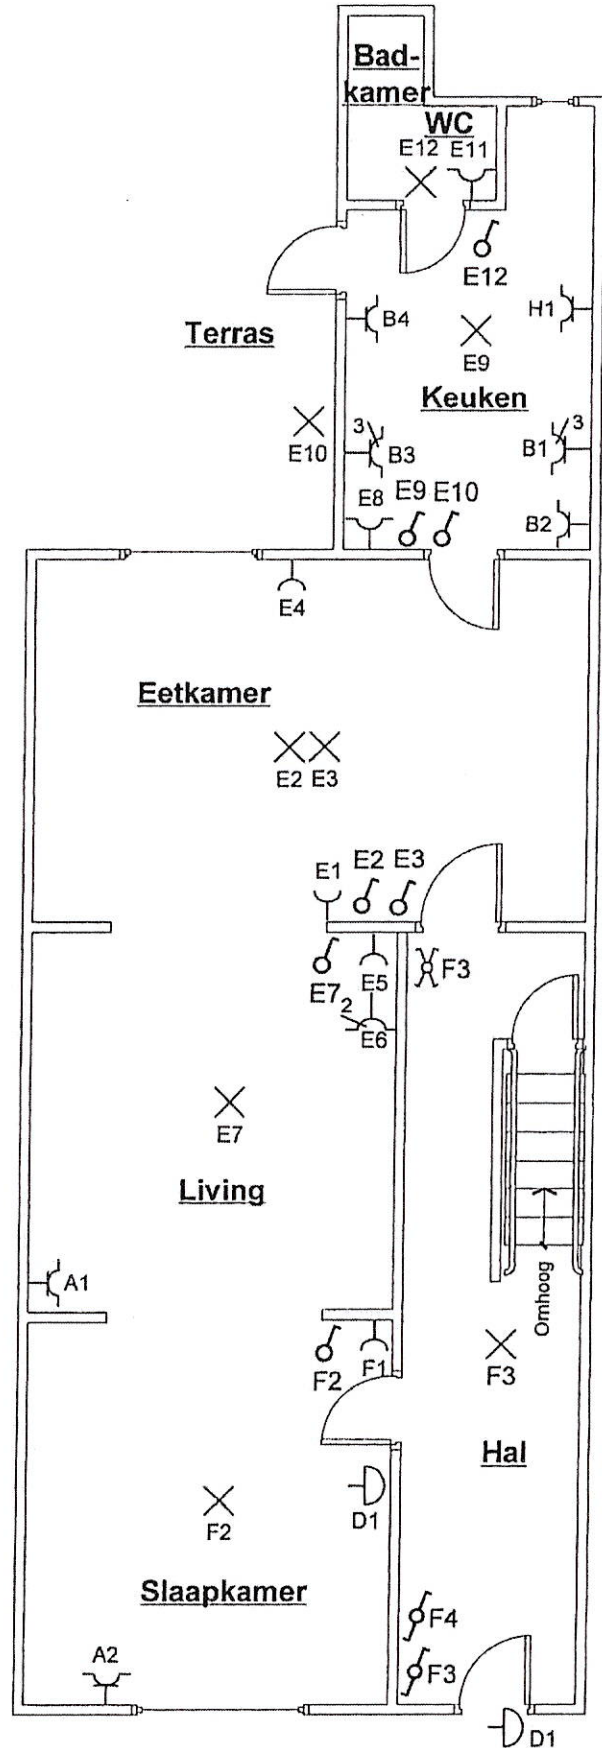 Bad-
kamer
WC
E12 E11
E12
Terras
B4
H1
E9
Keuken
E10
3
B3
3
B1
E8
E9 E10
B2
E4
Eetkamer
E2 E3
E1
E2 E3
E7
E5
F3
2
E6
E7
Living
A1
Omhoog
F2
F1
F3
Hal
F2
D1
Slaapkamer
F4
A2
F3
D1